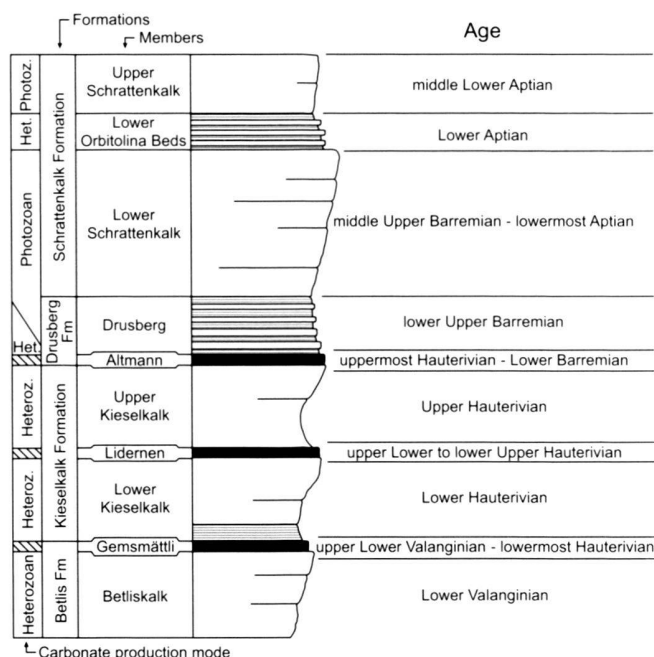 Formations
Members
Age
Photoz.
Schrattenkalk Formation
Upper
Schrattenkalk
middle Lower Aptian
Het.
Lower
Orbitolina Beds
Lower Aptian
Photozoan
Lower
Schrattenkalk
middle Upper Barremian - lowermost Aptian
Het.
Drusberg
Fm
Drusberg
lower Upper Barremian
Altmann
uppermost Hauterivian - Lower Barremian
Heteroz.
Kieselkalk Formation
Upper
Kieselkalk
Upper Hauterivian
Lidernen
upper Lower to lower Upper Hauterivian
Heteroz.
Lower
Kieselkalk
Lower Hauterivian
Gemsmättli
upper Lower Valanginian - lowermost Hauterivian
Heterozoan
Betlis Fm
Betliskalk
Lower Valanginian
Carbonate production mode